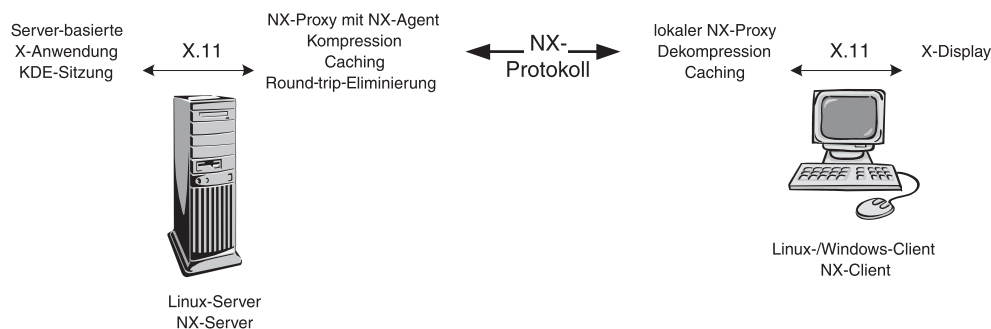 Server-basierte
X-Anwendung
KDE-Sitzung
X.11
NX-Proxy mit NX-Agent
Kompression
Caching
Round-trip-Eliminierung
NX-
Protokoll
lokaler NX-Proxy
Dekompression
Caching
X.11
X-Display
Linux-Server
NX-Server
Linux-/Windows-Client
NX-Client